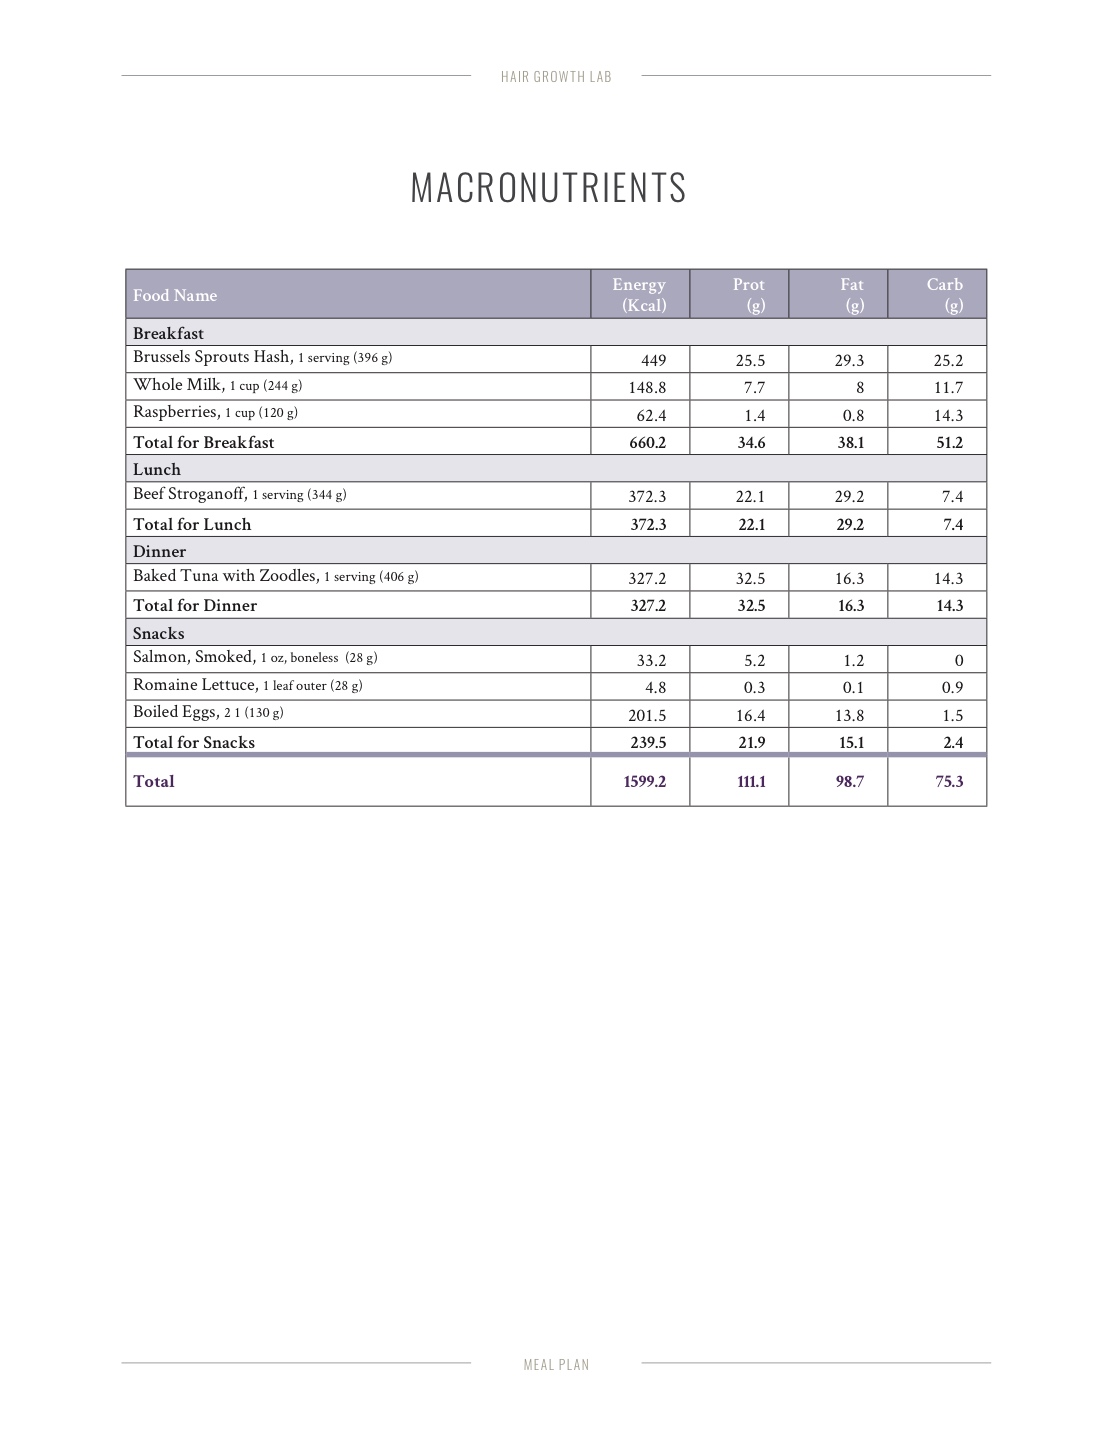 HAIR GROWTH LAB
MACRONUTRIENTS
Food Name Energy (Kcal) Prot (g) Fat (g) Carb (g)
Breakfast
Brussels Sprouts Hash, 1 serving (396 g) 449 25.5 29.3 25.2
Whole Milk, 1 cup (244 g) 148.8 7.7 8 11.7
Raspberries, 1 cup (120 g) 62.4 1.4 0.8 14.3
Total for Breakfast 660.2 34.6 38.1 51.2
Lunch
Beef Stroganoff, 1 serving (344 g) 372.3 22.1 29.2 7.4
Total for Lunch 372.3 22.1 29.2 7.4
Dinner
Baked Tuna with Zoodles, 1 serving (406 g) 327.2 32.5 16.3 14.3
Total for Dinner 327.2 32.5 16.3 14.3
Snacks
Salmon, Smoked, 1 oz, boneless (28 g) 33.2 5.2 1.2 0
Romaine Lettuce, 1 leaf outer (28 g) 4.8 0.3 0.1 0.9
Boiled Eggs, 2 1 (130 g) 201.5 16.4 13.8 1.5
Total for Snacks 239.5 21.9 15.1 2.4
Total 1599.2 111.1 98.7 75.3
MEAL PLAN